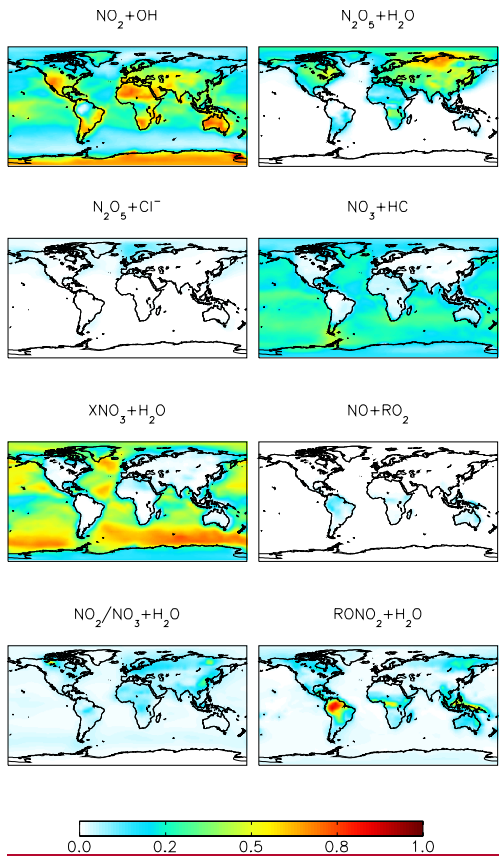 NO₂+OH
N₂O₅+H₂O
N₂O₅+Cl⁻
NO₃+HC
XNO₃+H₂O
NO+RO₂
NO₂/NO₃+H₂O
RONO₂+H₂O
0.0 0.2 0.5 0.8 1.0